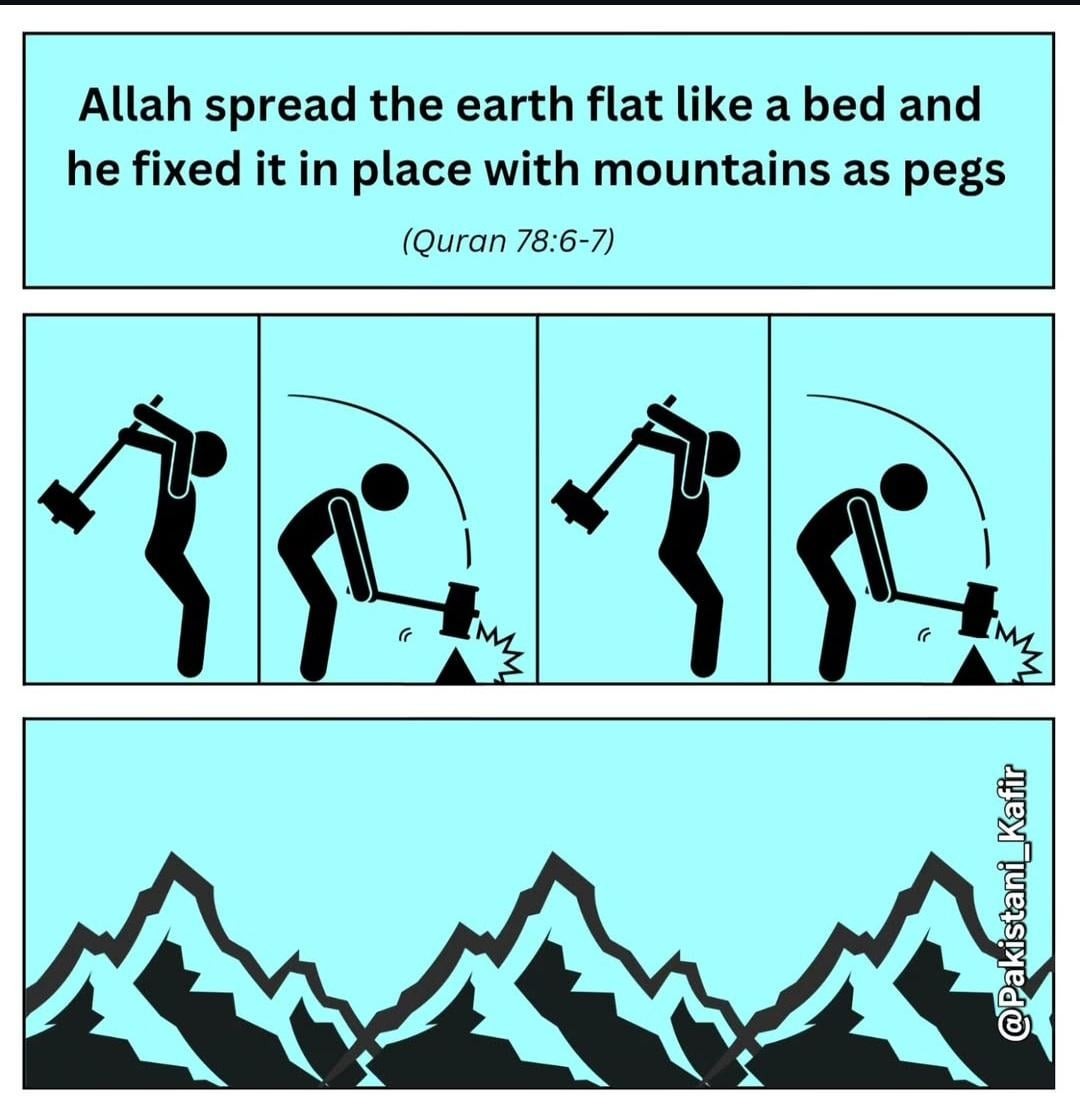 Allah spread the earth flat like a bed and
he fixed it in place with mountains as pegs
(Quran 78:6-7)
@Pakistani_Kafir